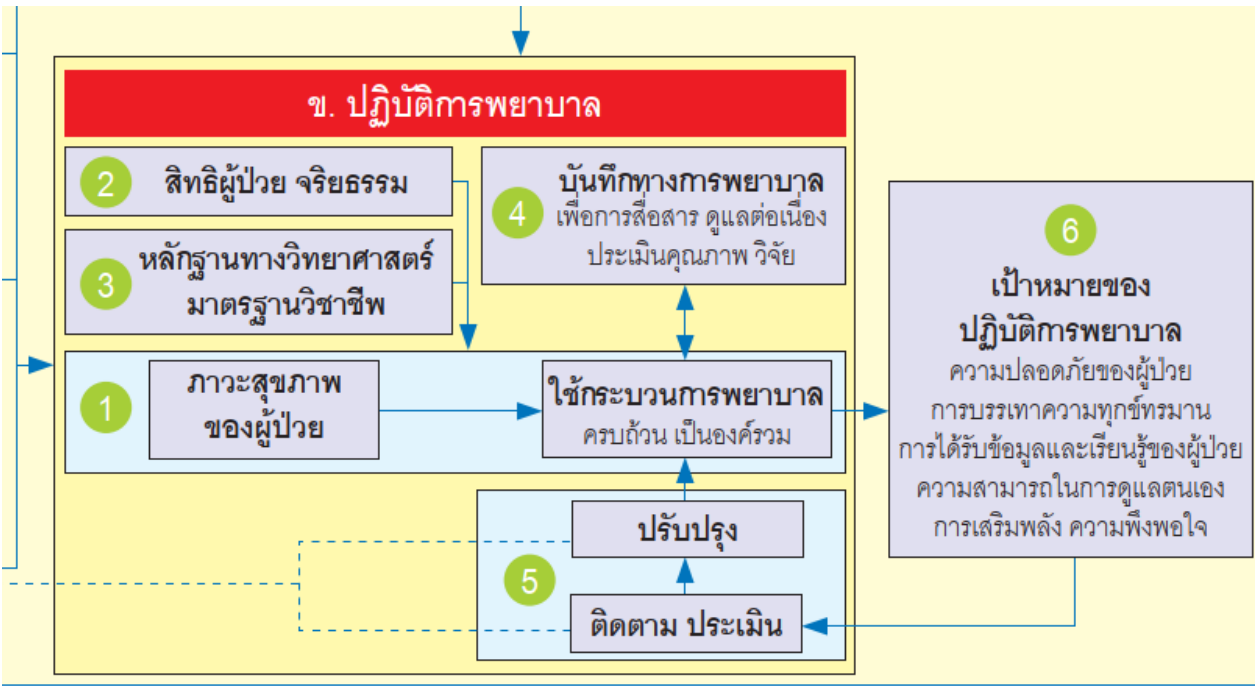 ข. ปฏิบัติการพยาบาล
2
สิทธิผู้ป่วย จริยธรรม
3
หลักฐานทางวิทยาศาสตร์
มาตรฐานวิชาชีพ
4
บันทึกทางการพยาบาล
เพื่อการสื่อสาร ดูแลต่อเนื่อง
ประเมินคุณภาพ วิจัย
1
ภาวะสุขภาพ
ของผู้ป่วย
ใช้กระบวนการพยาบาล
ครบถ้วน เป็นองค์รวม
5
ปรับปรุง
ติดตาม ประเมิน
6
เป้าหมายของ
ปฏิบัติการพยาบาล
ความปลอดภัยของผู้ป่วย
การบรรเทาความทุกข์ทรมาน
การได้รับข้อมูลและเรียนรู้ของผู้ป่วย
ความสามารถในการดูแลตนเอง
การเสริมพลัง ความพึงพอใจ